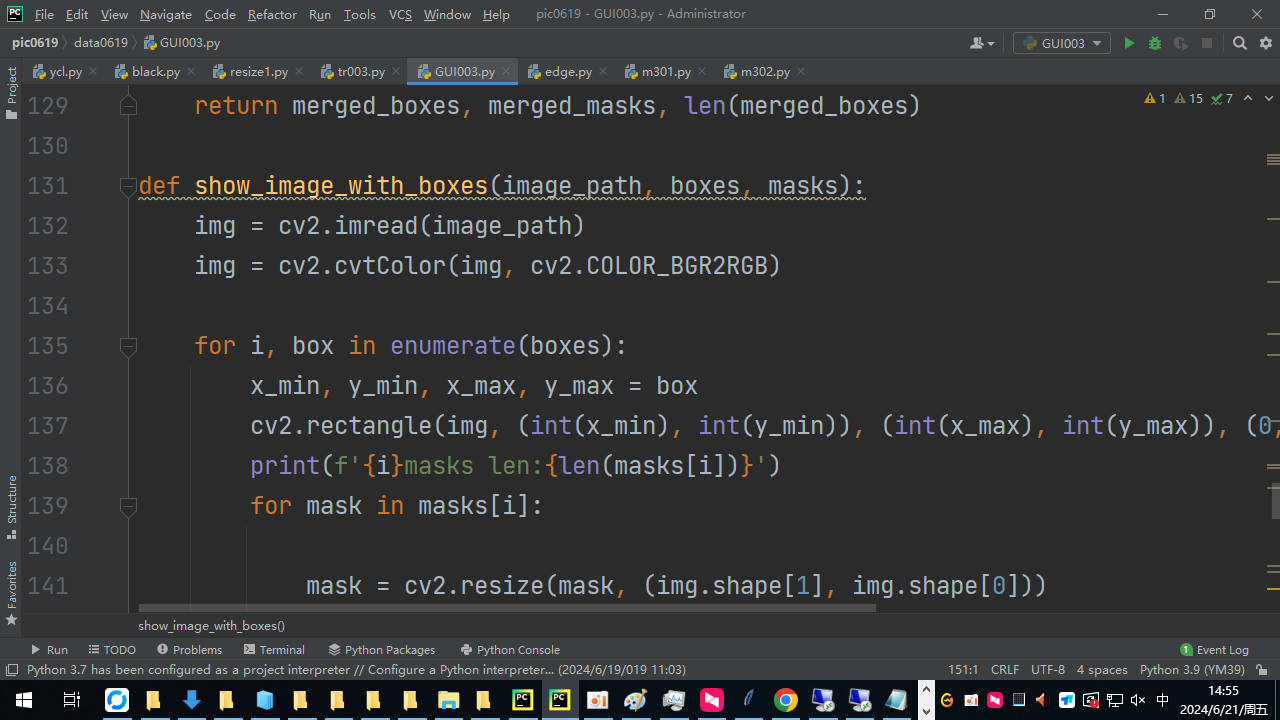 File Edit View Navigate Code Refactor Run Tools VCS Window Help pic0619 - GUI003.py - Administrator
pic0619 data0619 GUI003.py GUI003
ycl.py black.py resize1.py tr003.py GUI003.py edge.py m301.py m302.py
Project
Structure
Favorites
1 15 7
129 return merged_boxes, merged_masks, len(merged_boxes)
130
131 def show_image_with_boxes(image_path, boxes, masks):
132 img = cv2.imread(image_path)
133 img = cv2.cvtColor(img, cv2.COLOR_BGR2RGB)
134
135 for i, box in enumerate(boxes):
136 x_min, y_min, x_max, y_max = box
137 cv2.rectangle(img, (int(x_min), int(y_min)), (int(x_max), int(y_max)), (0,
138 print(f'{i}masks len:{len(masks[i])}')
139 for mask in masks[i]:
140
141 mask = cv2.resize(mask, (img.shape[1], img.shape[0]))
show_image_with_boxes()
Run TODO Problems Terminal Python Packages Python Console 1 Event Log
Python 3.7 has been configured as a project interpreter // Configure a Python interpreter... (2024/6/19/019 11:03) 151:1 CRLF UTF-8 4 spaces Python 3.9 (YM39)
中
14:55
2024/6/21/周五